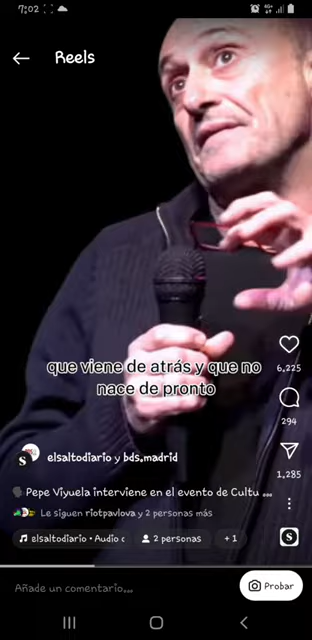 7:02
4G+
Reels
6,225
que viene de atrás y que no
nace de pronto
294
elsaltodiario y bds.madrid
1,285
Pepe Viyuela interviene en el evento de Cultu ...
Le siguen riotpavlova y 2 personas más
elsaltodiario • Audio o
2 personas
+ 1
S
Añade un comentario...
Probar